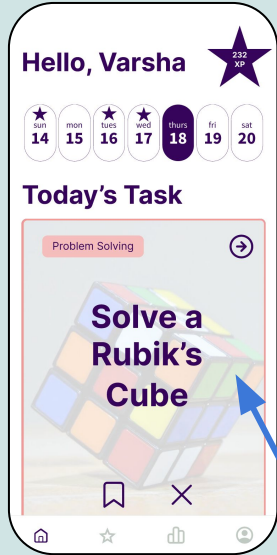 Hello, Varsha
232
XP
sun mon tues wed thurs fri sat
14 15 16 17 18 19 20
Today's Task
Problem Solving
Solve a
Rubik's
Cube